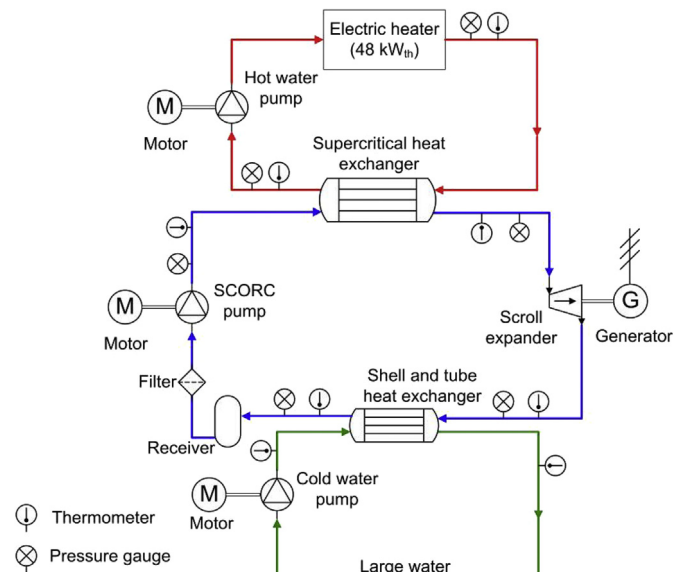 Electric heater
(48 kWth)
Hot water
pump
M
Motor
Supercritical heat
exchanger
SCORC
pump
M
Motor
G
Scroll
expander
Generator
Filter
Shell and tube
heat exchanger
Receiver
Cold water
pump
M
Motor
Thermometer
Pressure gauge
Large water